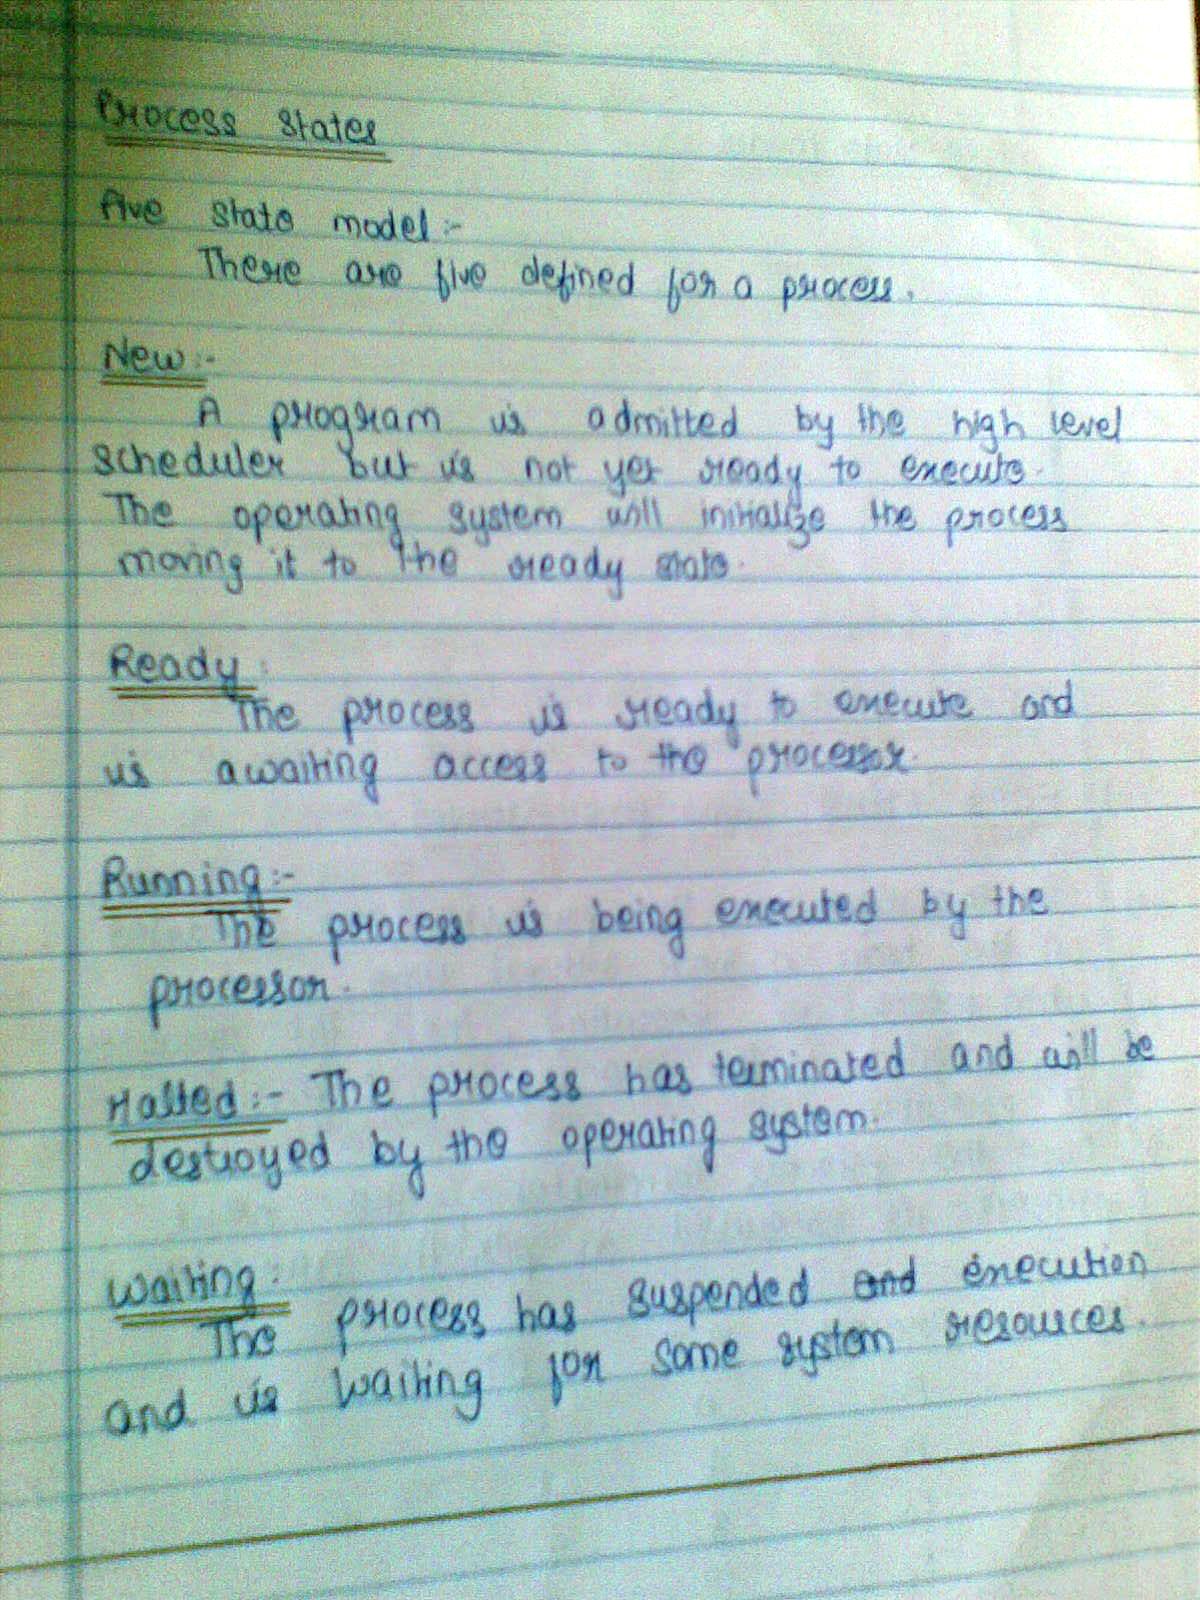 Process States
Five state model:-
There are five defined for a process.
New:-
A program is admitted by the high level
scheduler but is not yet ready to execute.
The operating system will initialize the process
moving it to the ready state.
Ready:
The process is ready to execute and
is awaiting access to the processor.
Running:-
The process is being executed by the
processor.
Halted:- The process has terminated and will be
destroyed by the operating system.
Waiting:
The process has suspended and execution
and is waiting for some system resources.